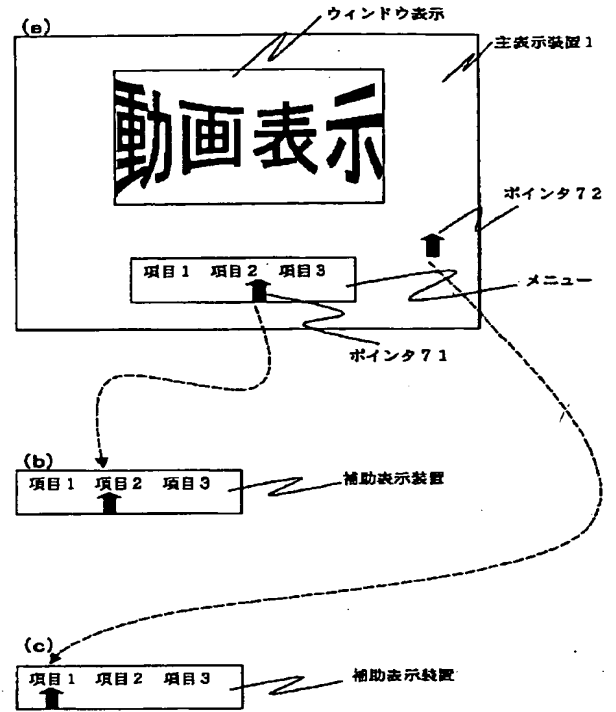 (a)
ウィンドウ表示
主表示装置1
動画表示
ポインタ72
項目1 項目2 項目3
メニュー
ポインタ71
(b)
項目1 項目2 項目3
補助表示装置
(c)
項目1 項目2 項目3
補助表示装置